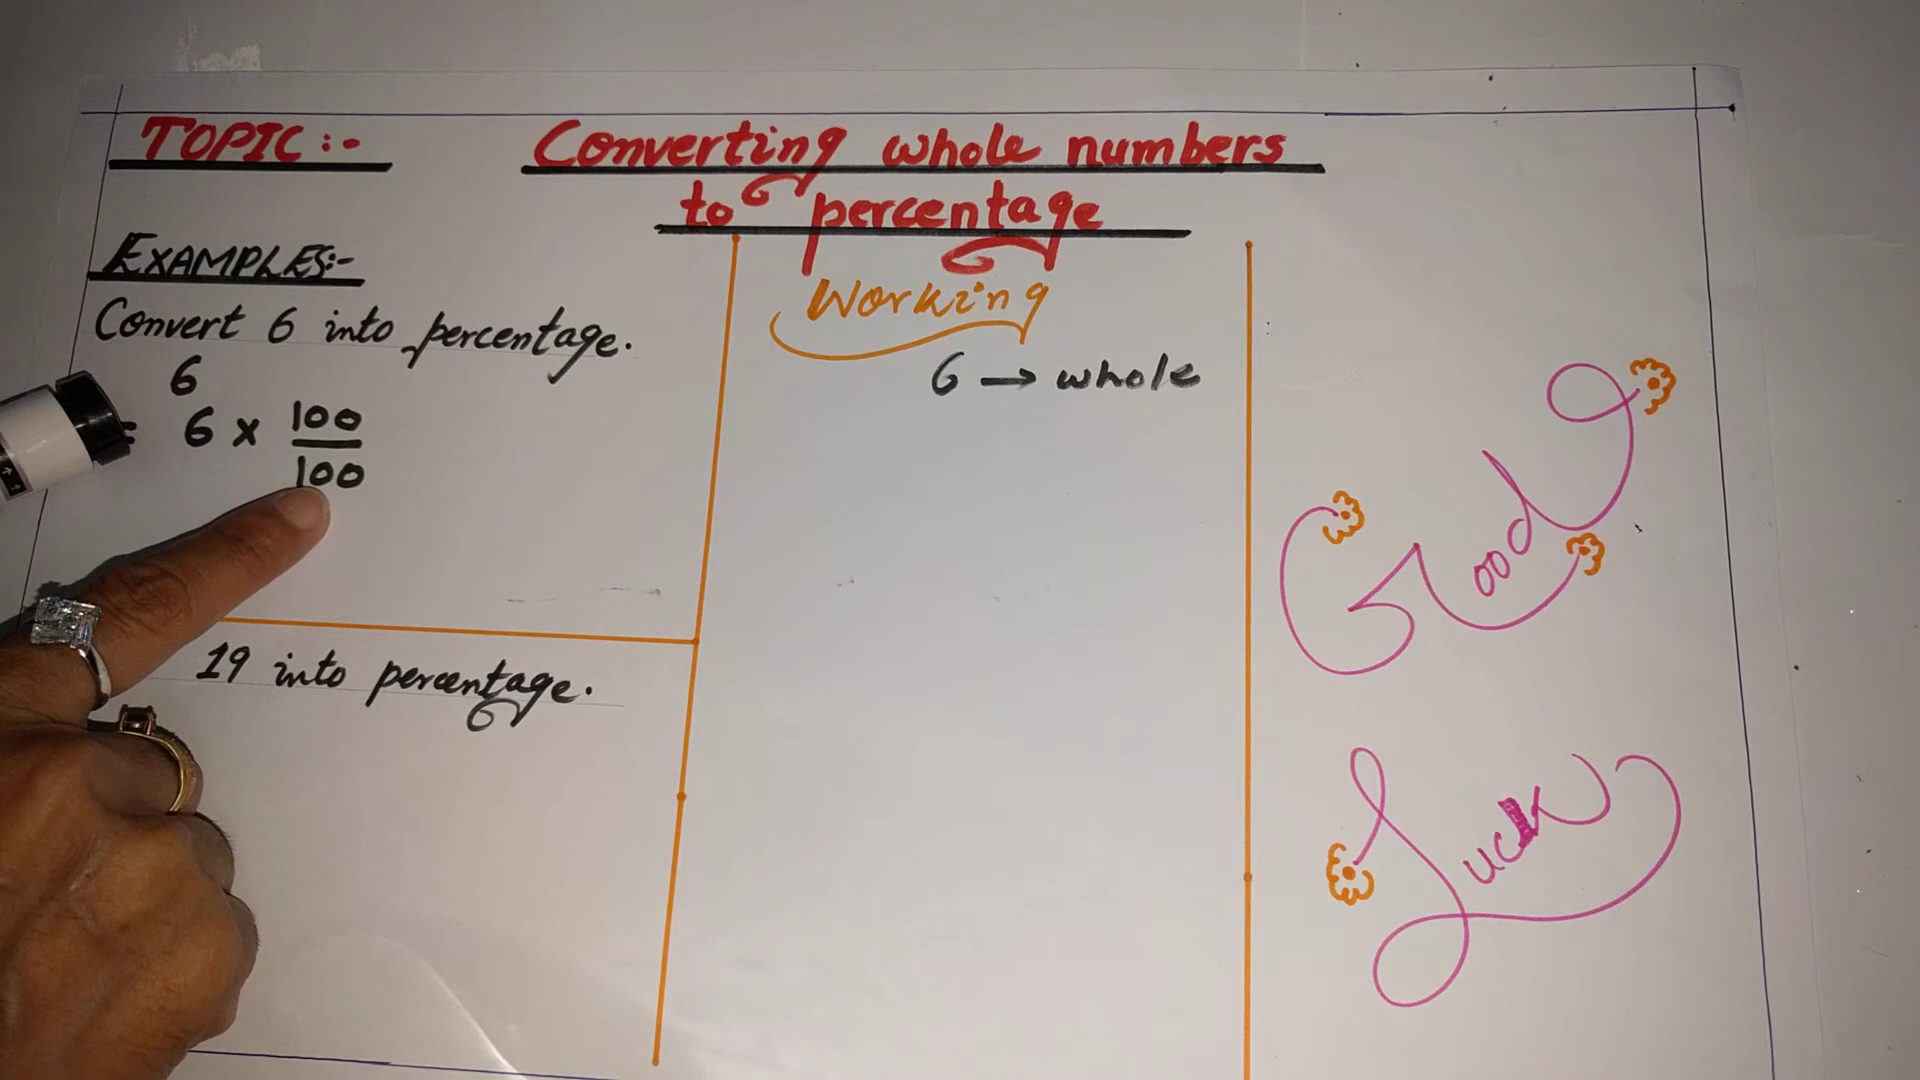 TOPIC:- Converting whole numbers
to percentage
EXAMPLES:-
Convert 6 into percentage.
6
= 6 × 100
100
19 into percentage.
Working
6 → whole
Good
Luck